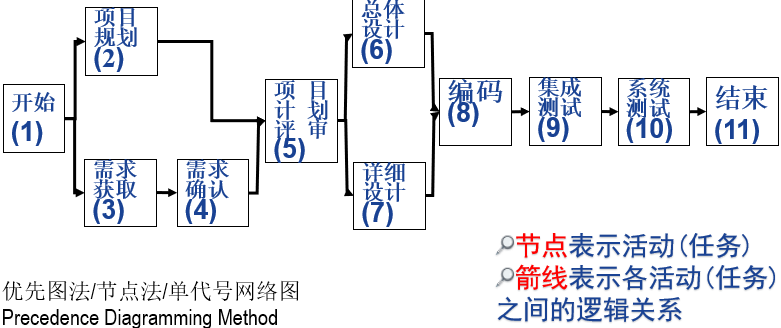 开始
(1)
项目
规划
(2)
需求
获取
(3)
需求
确认
(4)
项 目
计 划
评 审
(5)
总体
设计
(6)
详细
设计
(7)
编码
(8)
集成
测试
(9)
系统
测试
(10)
结束
(11)
节点表示活动(任务)
箭线表示各活动(任务)
之间的逻辑关系
优先图法/节点法/单代号网络图
Precedence Diagramming Method